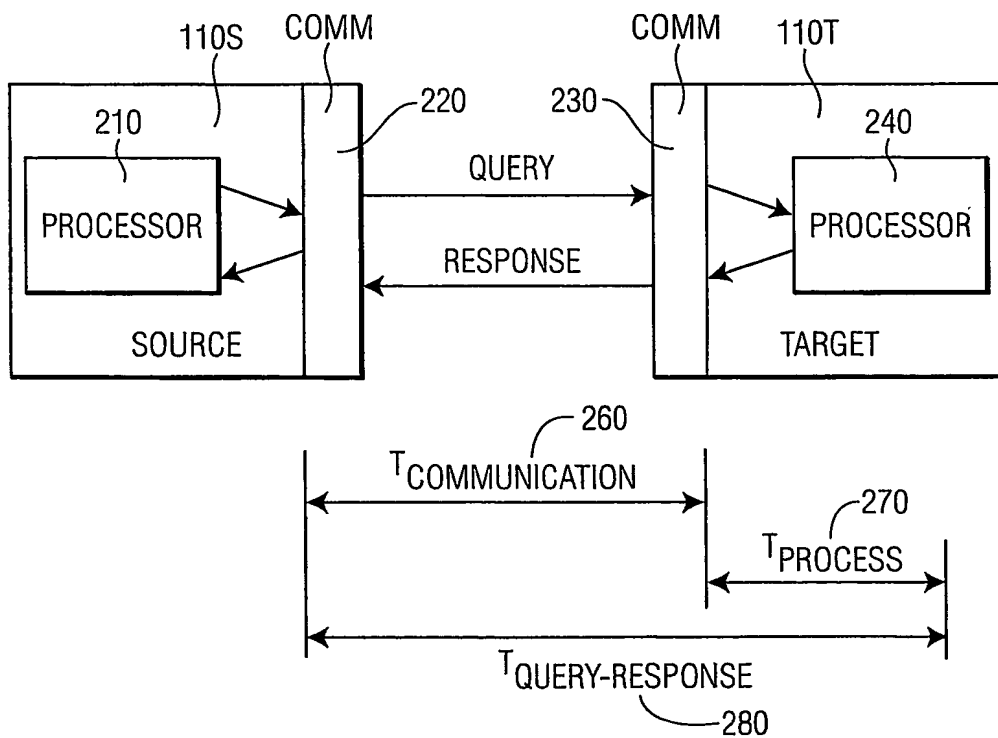 110S
COMM
COMM
110T
210
220
230
240
PROCESSOR
QUERY
PROCESSOR
RESPONSE
SOURCE
TARGET
260
TCOMMUNICATION
270
TPROCESS
TQUERY-RESPONSE
280